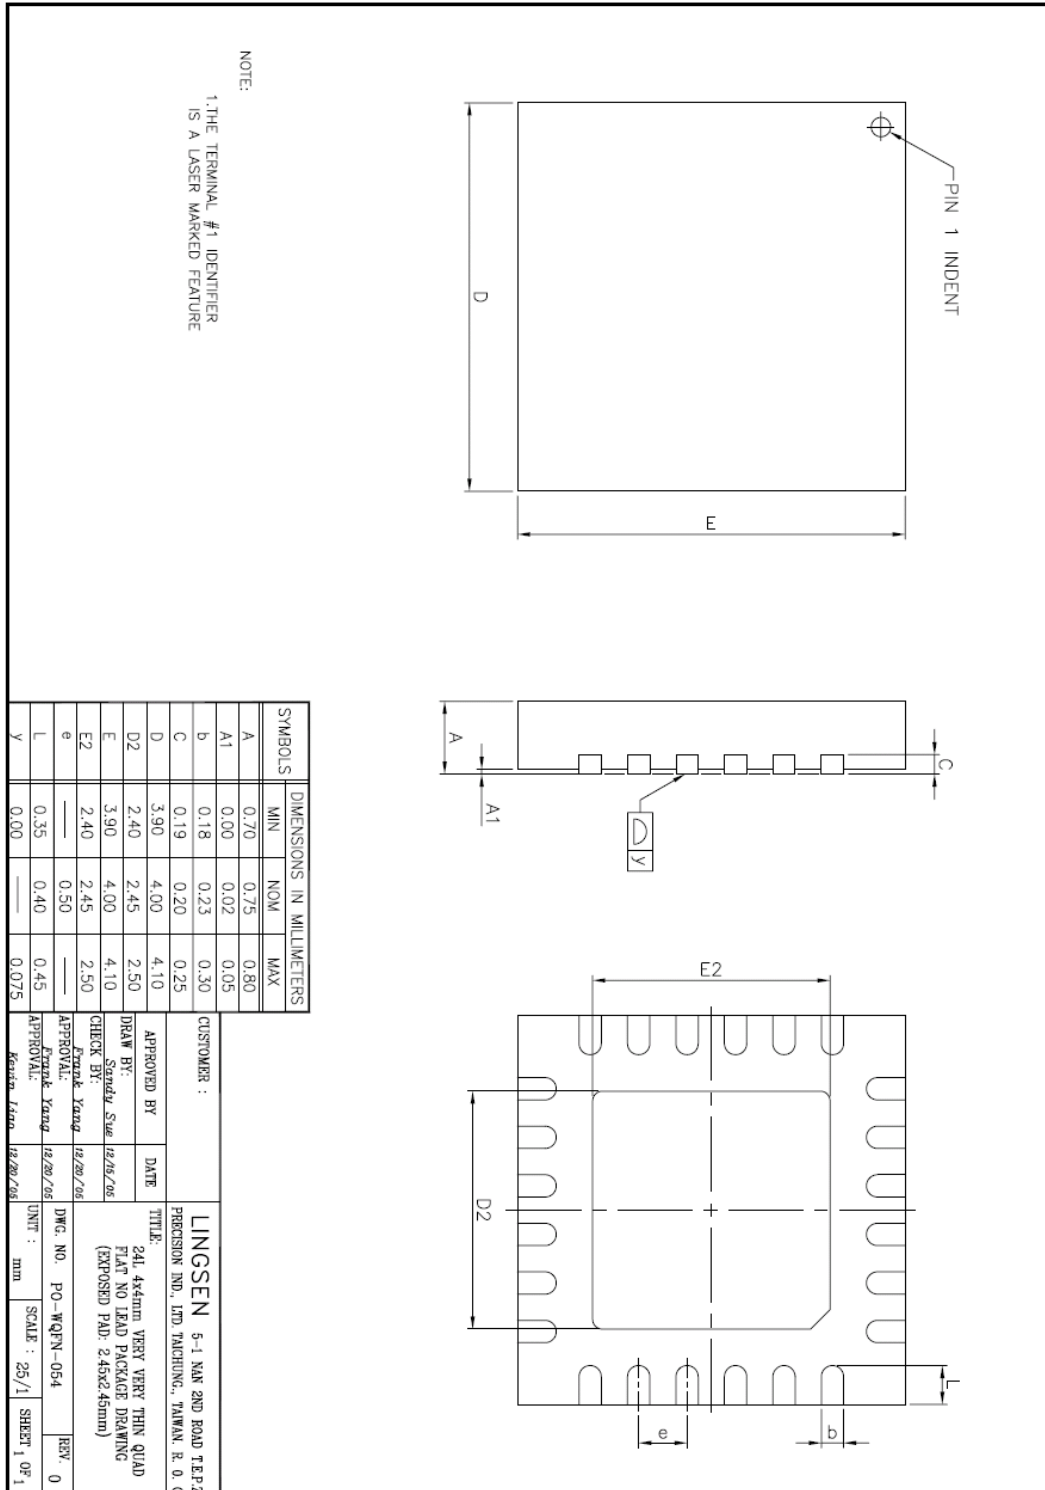 PIN 1 INDENT
D
E
NOTE:
1.THE TERMINAL #1 IDENTIFIER
IS A LASER MARKED FEATURE
C
A
A1
y
E2
D2
L
b
e
SYMBOLS DIMENSIONS IN MILLIMETERS
MIN NOM MAX
A 0.70 0.75 0.80
A1 0.00 0.02 0.05
b 0.18 0.23 0.30
C 0.19 0.20 0.25
D 3.90 4.00 4.10
D2 2.40 2.45 2.50
E 3.90 4.00 4.10
E2 2.40 2.45 2.50
e — 0.50 —
L 0.35 0.40 0.45
y 0.00 — 0.075
CUSTOMER :
APPROVED BY DATE
DRAW BY:
Sandy Sue 12/15/'05
CHECK BY:
Frank Yang 12/20/'05
APPROVAL:
Frank Yang 12/20/'05
APPROVAL:
Kevin Liao 12/20/'05
LINGSEN 5-1 NAN 2ND ROAD T.E.P.Z
PRECISION IND., LTD. TAICHUNG., TAIWAN. R. O.
TITLE:
24L 4x4mm VERY VERY THIN QUAD
FLAT NO LEAD PACKAGE DRAWING
(EXPOSED PAD: 2.45x2.45mm)
DWG. NO. PO-WQFN-054 REV. 0
UNIT : mm SCALE : 25/1 SHEET 1 OF 1